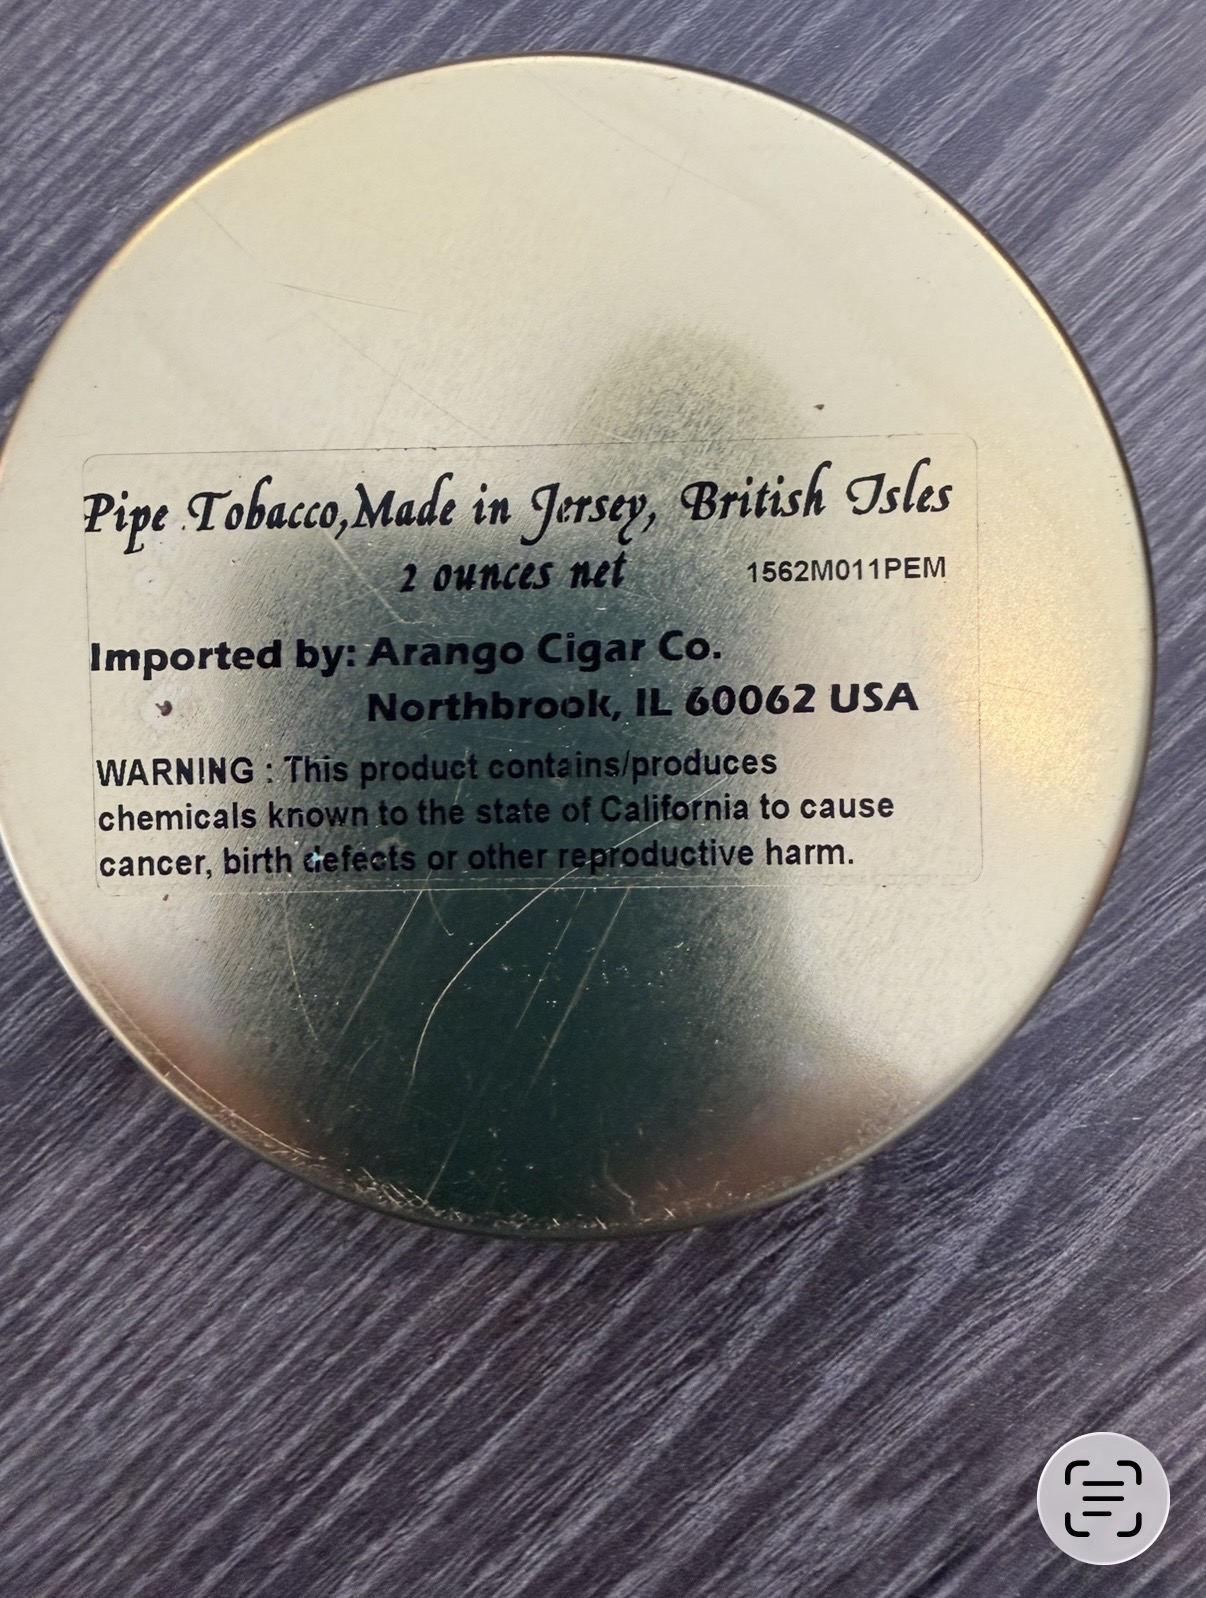 Pipe Tobacco,Made in Jersey, British Isles
2 ounces net 1562M011PEM
Imported by: Arango Cigar Co.
Northbrook, IL 60062 USA
WARNING : This product contains/produces
chemicals known to the state of California to cause
cancer, birth defects or other reproductive harm.